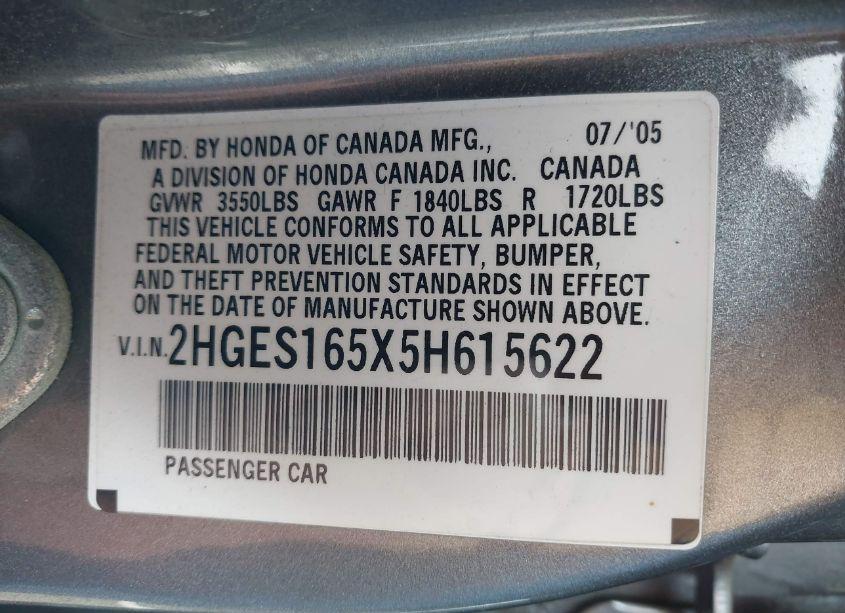 MFD. BY HONDA OF CANADA MFG., 07/'05
A DIVISION OF HONDA CANADA INC. CANADA
GVWR 3550LBS GAWR F 1840LBS R 1720LBS
THIS VEHICLE CONFORMS TO ALL APPLICABLE
FEDERAL MOTOR VEHICLE SAFETY, BUMPER,
AND THEFT PREVENTION STANDARDS IN EFFECT
ON THE DATE OF MANUFACTURE SHOWN ABOVE.
V.I.N. 2HGES165X5H615622
PASSENGER CAR